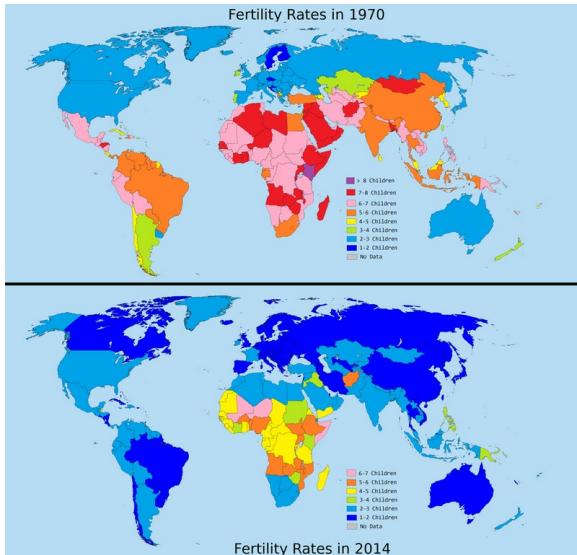 Fertility Rates in 1970
> 8 Children
7-8 Children
6-7 Children
5-6 Children
4-5 Children
3-4 Children
2-3 Children
1-2 Children
No Data
6-7 Children
5-6 Children
4-5 Children
3-4 Children
2-3 Children
1-2 Children
No Data
Fertility Rates in 2014